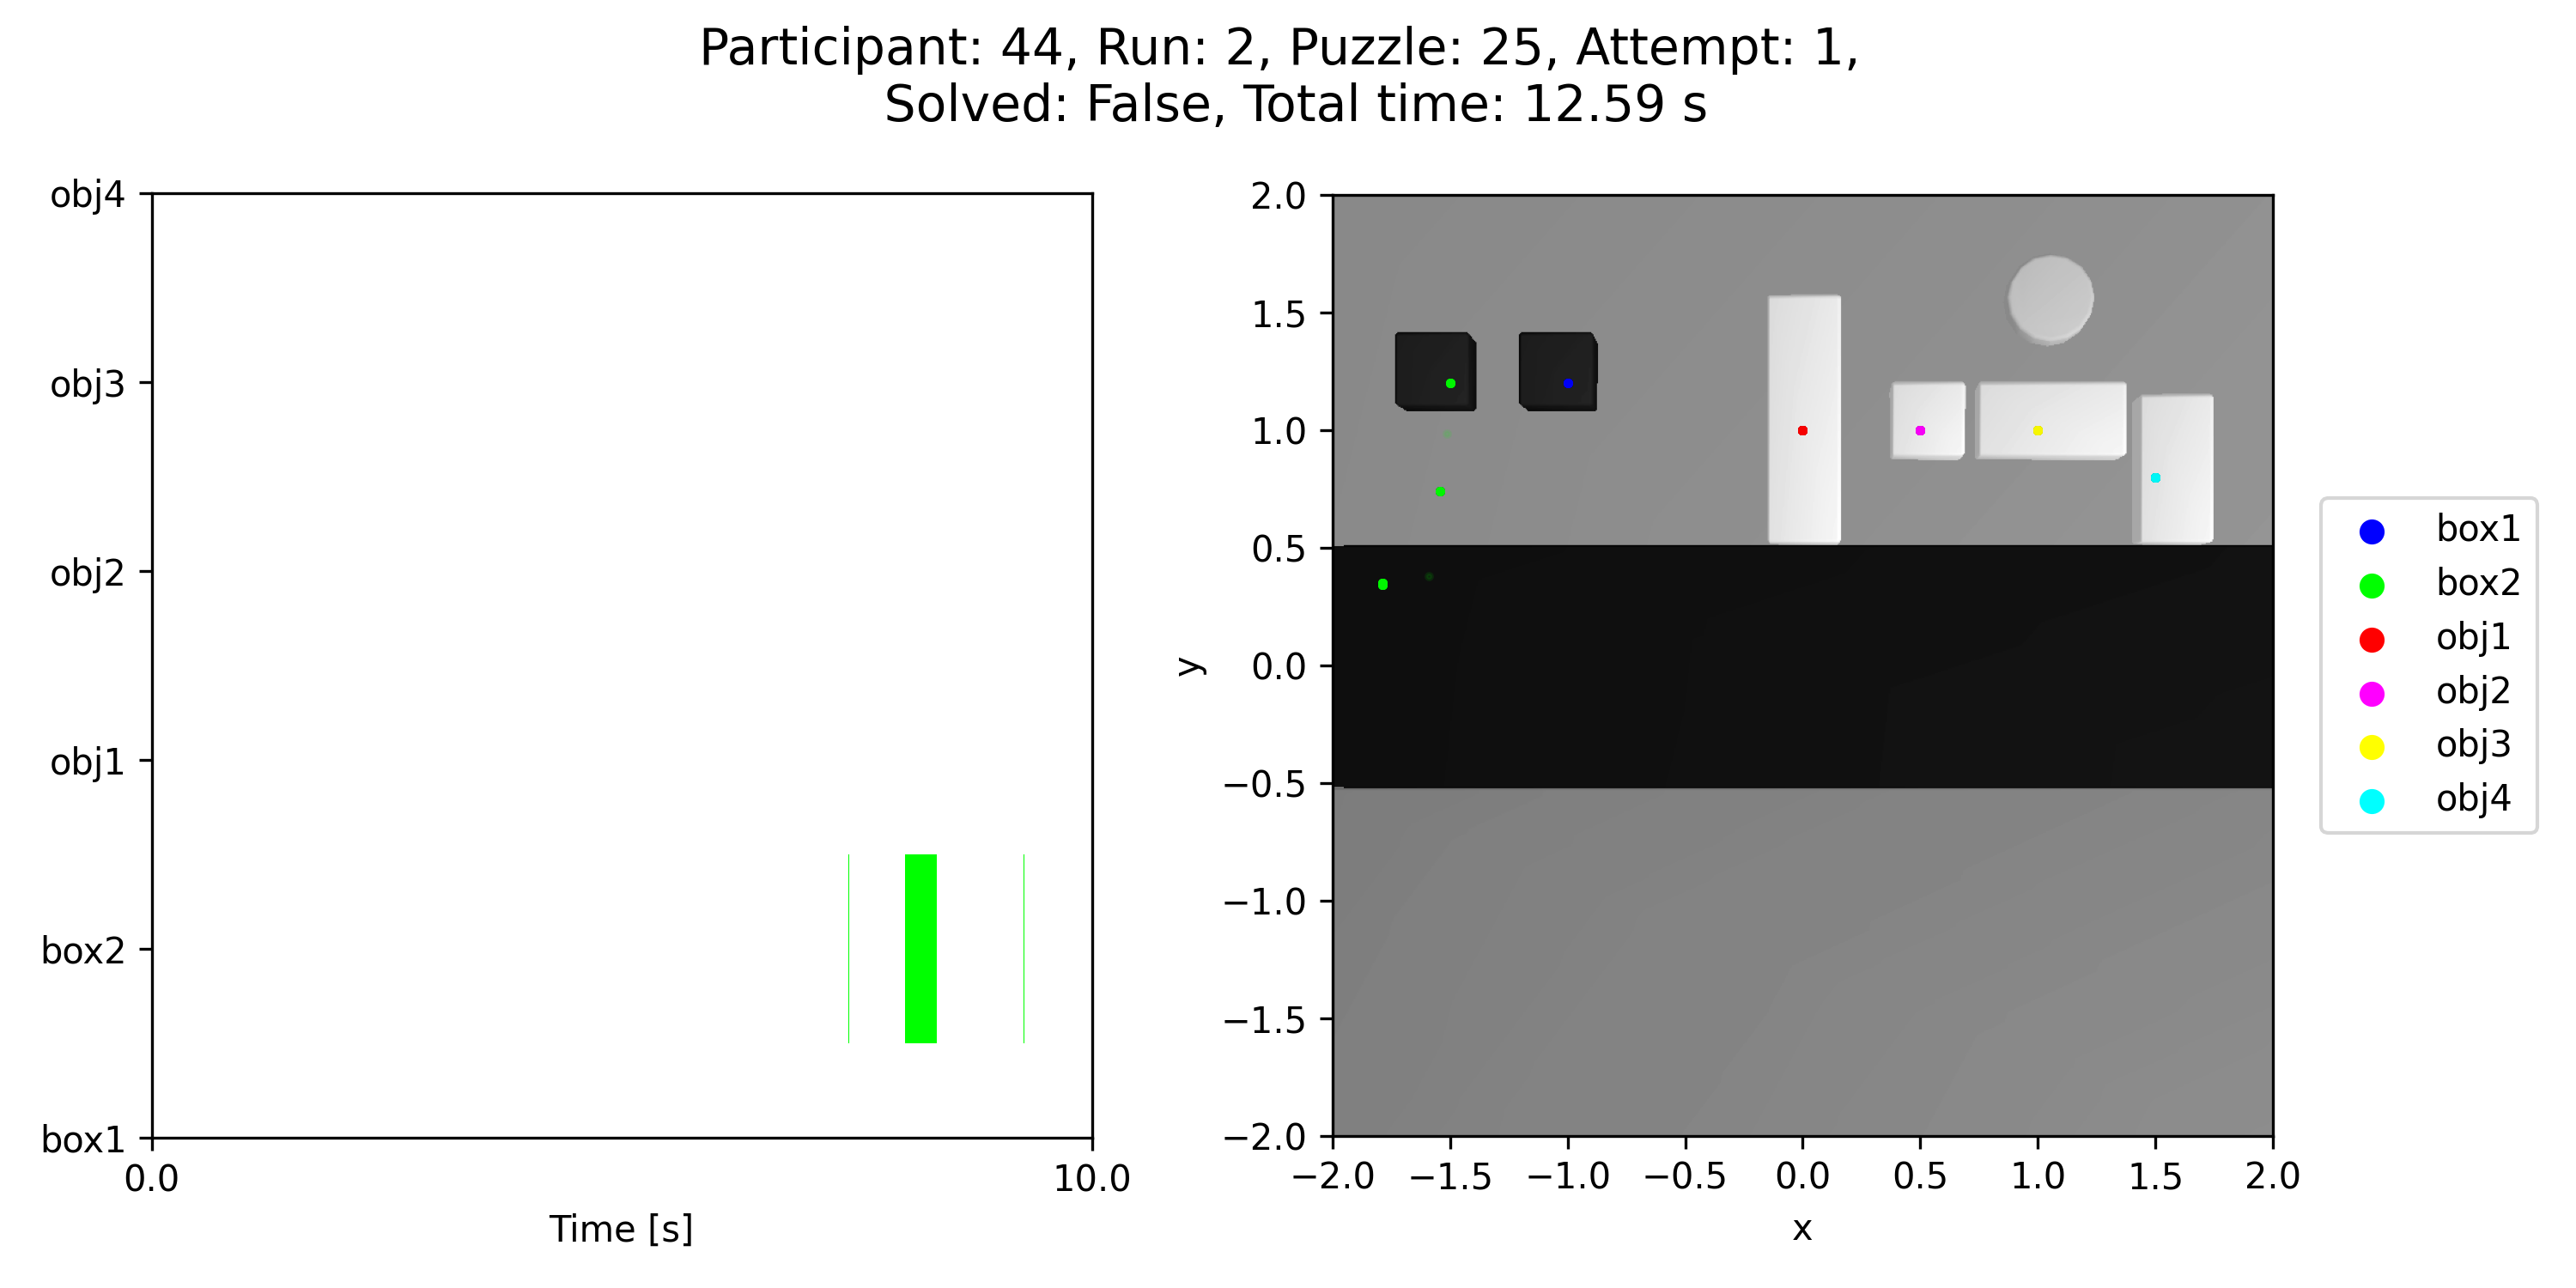 Participant: 44, Run: 2, Puzzle: 25, Attempt: 1,
Solved: False, Total time: 12.59 s
obj4
obj3
obj2
obj1
box2
box1
0.0
10.0
Time [s]
2.0
1.5
1.0
0.5
0.0
−0.5
−1.0
−1.5
−2.0
y
−2.0
−1.5
−1.0
−0.5
0.0
0.5
1.0
1.5
2.0
x
box1
box2
obj1
obj2
obj3
obj4